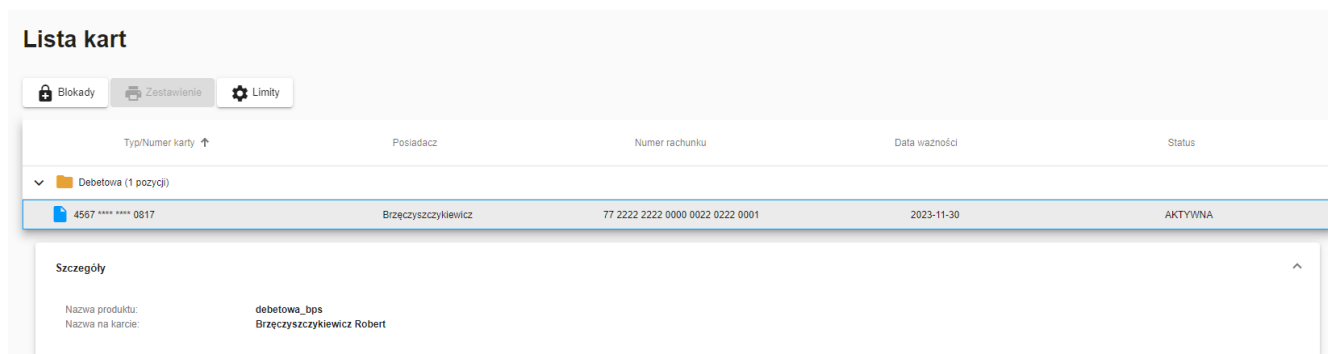 Lista kart
Blokady Zestawienie Limity
Typ/Numer karty Posiadacz Numer rachunku Data ważności Status
Debetowa (1 pozycji)
4567 **** **** 0817 Brzęczyszczykiewicz 77 2222 2222 0000 0022 0222 0001 2023-11-30 AKTYWNA
Szczegóły
Nazwa produktu: debetowa_bps
Nazwa na karcie: Brzęczyszczykiewicz Robert